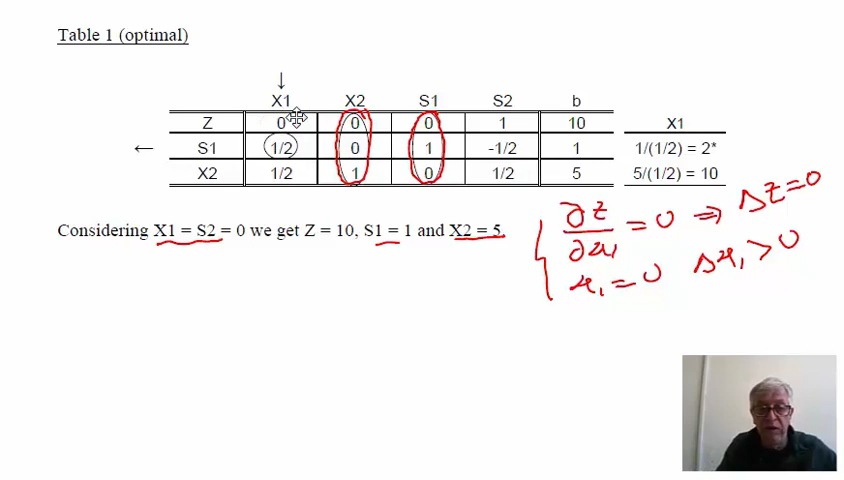 Table 1 (optimal)
↓
X1 X2 S1 S2 b
Z 0 0 0 1 10 X1
← S1 1/2 0 1 -1/2 1 1/(1/2) = 2*
X2 1/2 1 0 1/2 5 5/(1/2) = 10
Considering X1 = S2 = 0 we get Z = 10, S1 = 1 and X2 = 5.
∂Z/∂x₁ = 0 ⇒ ΔZ = 0
x₁ = 0 Δx₁ > 0